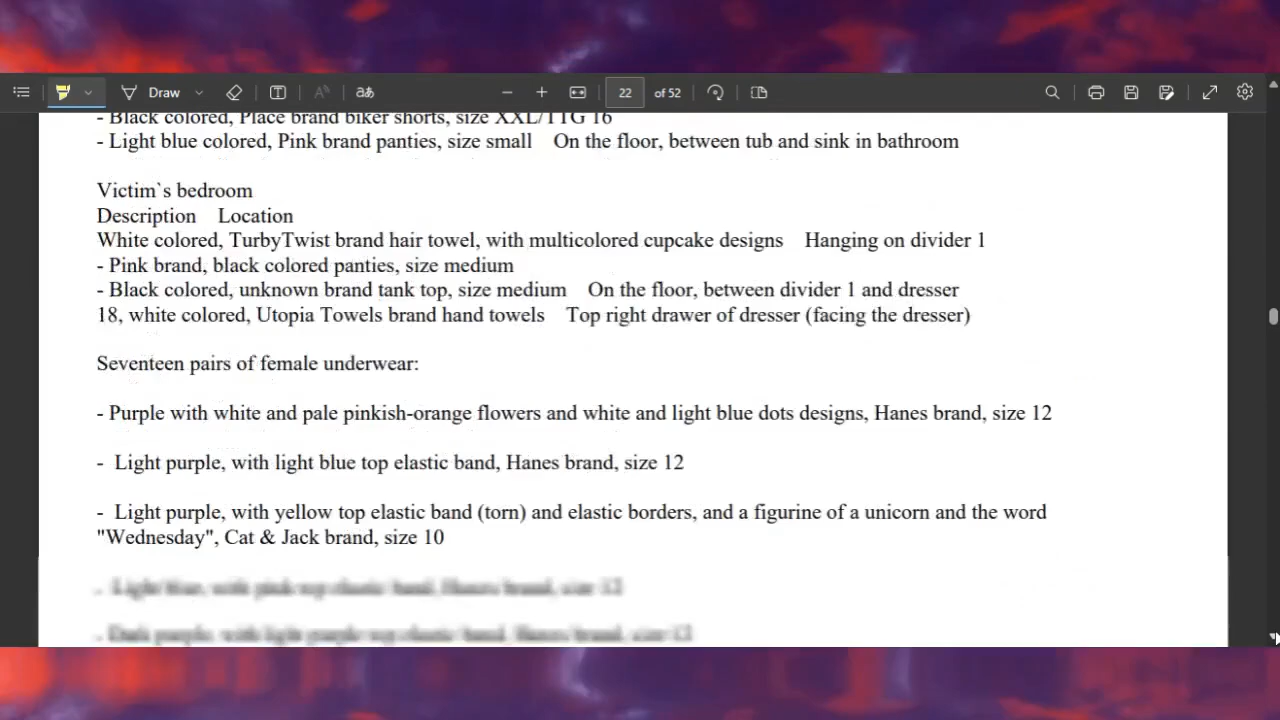 Draw
22 of 52
- Black colored, Place brand biker shorts, size XXL/TTG 16
- Light blue colored, Pink brand panties, size small On the floor, between tub and sink in bathroom
Victim`s bedroom
Description Location
White colored, TurbyTwist brand hair towel, with multicolored cupcake designs Hanging on divider 1
- Pink brand, black colored panties, size medium
- Black colored, unknown brand tank top, size medium On the floor, between divider 1 and dresser
18, white colored, Utopia Towels brand hand towels Top right drawer of dresser (facing the dresser)
Seventeen pairs of female underwear:
- Purple with white and pale pinkish-orange flowers and white and light blue dots designs, Hanes brand, size 12
- Light purple, with light blue top elastic band, Hanes brand, size 12
- Light purple, with yellow top elastic band (torn) and elastic borders, and a figurine of a unicorn and the word
"Wednesday", Cat & Jack brand, size 10